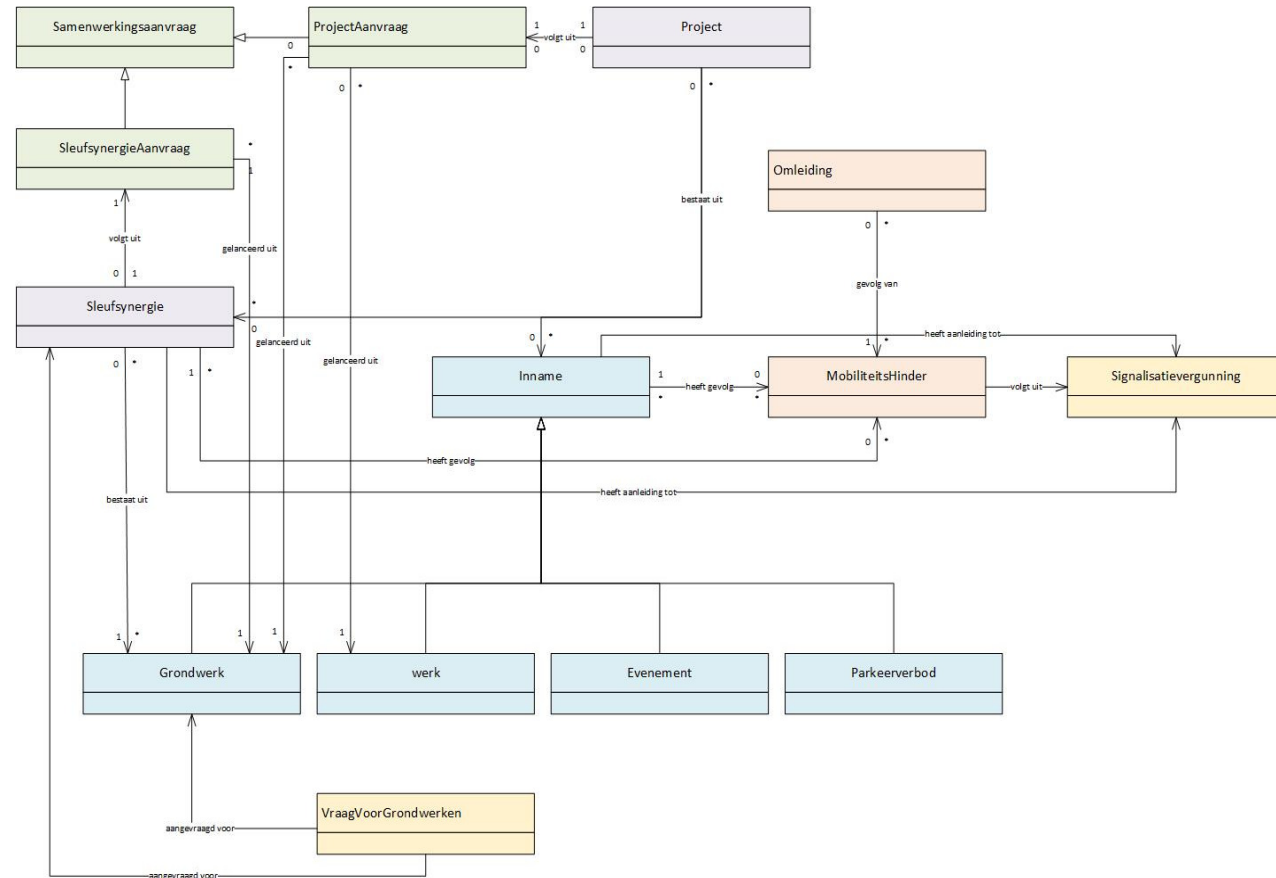 Samenwerkingsaanvraag
ProjectAanvraag
Project
1 1
volgt uit
0 0
0
*
0 *
0 *
SleufsynergieAanvraag
*
1
Omleiding
1
volgt uit
0 1
gelanceerd uit
bestaat uit
0 *
gevolg van
Sleufsynergie
*
0
gelanceerd uit
gelanceerd uit
0 *
1 *
0 *
1 *
heeft aanleiding tot
Inname
1
*
heeft gevolg
0
*
MobiliteitsHinder
volgt uit
Signalisatievergunning
0 *
heeft gevolg
heeft aanleiding tot
bestaat uit
1 *
1
1
1
Grondwerk
werk
Evenement
Parkeerverbod
VraagVoorGrondwerken
aangevraagd voor
aangevraagd voor